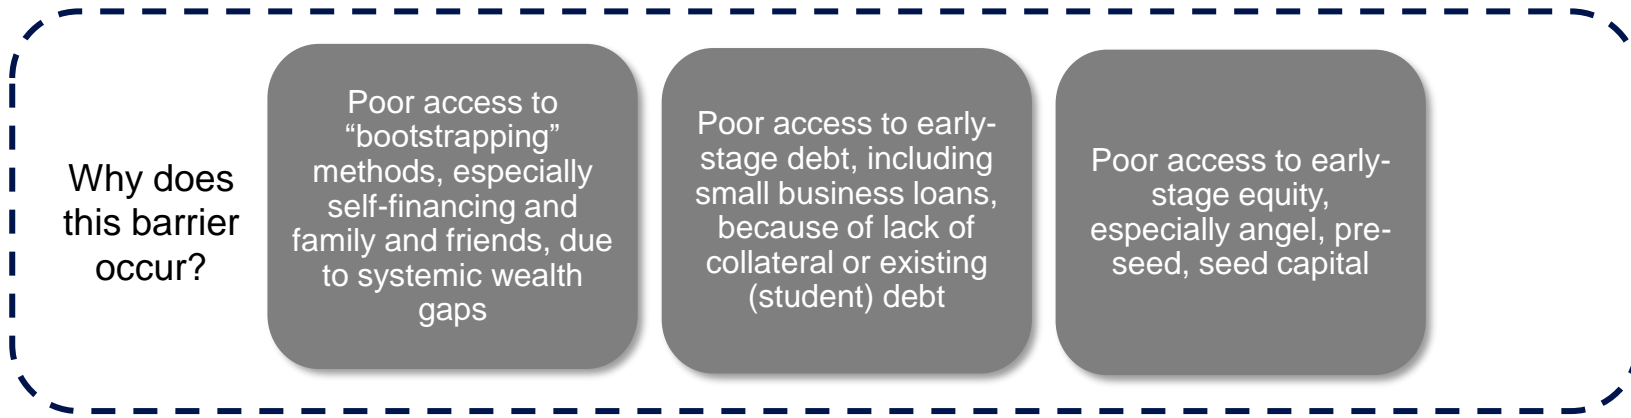 Why does
this barrier
occur?
Poor access to
“bootstrapping”
methods, especially
self-financing and
family and friends, due
to systemic wealth
gaps
Poor access to early-
stage debt, including
small business loans,
because of lack of
collateral or existing
(student) debt
Poor access to early-
stage equity,
especially angel, pre-
seed, seed capital